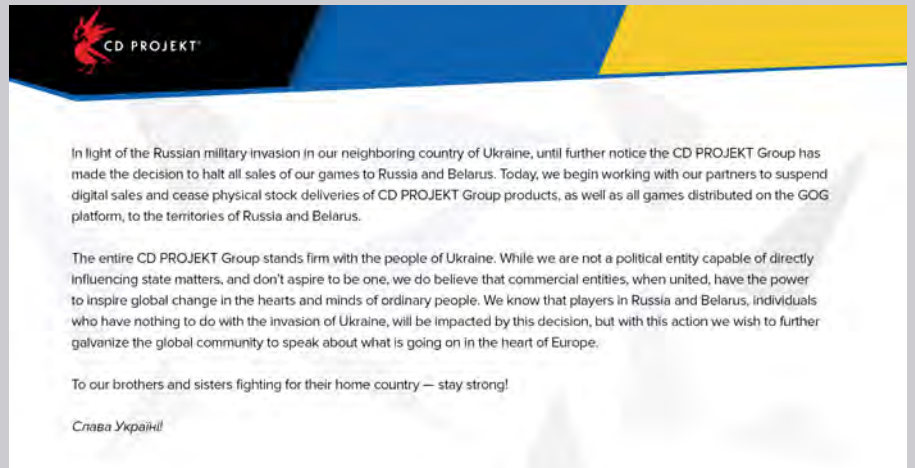 CD PROJEKT®
In light of the Russian military invasion in our neighboring country of Ukraine, until further notice the CD PROJEKT Group has
made the decision to halt all sales of our games to Russia and Belarus. Today, we begin working with our partners to suspend
digital sales and cease physical stock deliveries of CD PROJEKT Group products, as well as all games distributed on the GOG
platform, to the territories of Russia and Belarus.
The entire CD PROJEKT Group stands firm with the people of Ukraine. While we are not a political entity capable of directly
influencing state matters, and don't aspire to be one, we do believe that commercial entities, when united, have the power
to inspire global change in the hearts and minds of ordinary people. We know that players in Russia and Belarus, individuals
who have nothing to do with the invasion of Ukraine, will be impacted by this decision, but with this action we wish to further
galvanize the global community to speak about what is going on in the heart of Europe.
To our brothers and sisters fighting for their home country — stay strong!
Слава Україні!